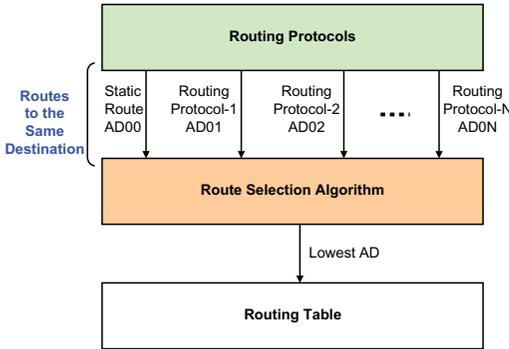 Routing Protocols
Routes
to the
Same
Destination
Static
Route
AD00
Routing
Protocol-1
AD01
Routing
Protocol-2
AD02
Routing
Protocol-N
AD0N
Route Selection Algorithm
Lowest AD
Routing Table